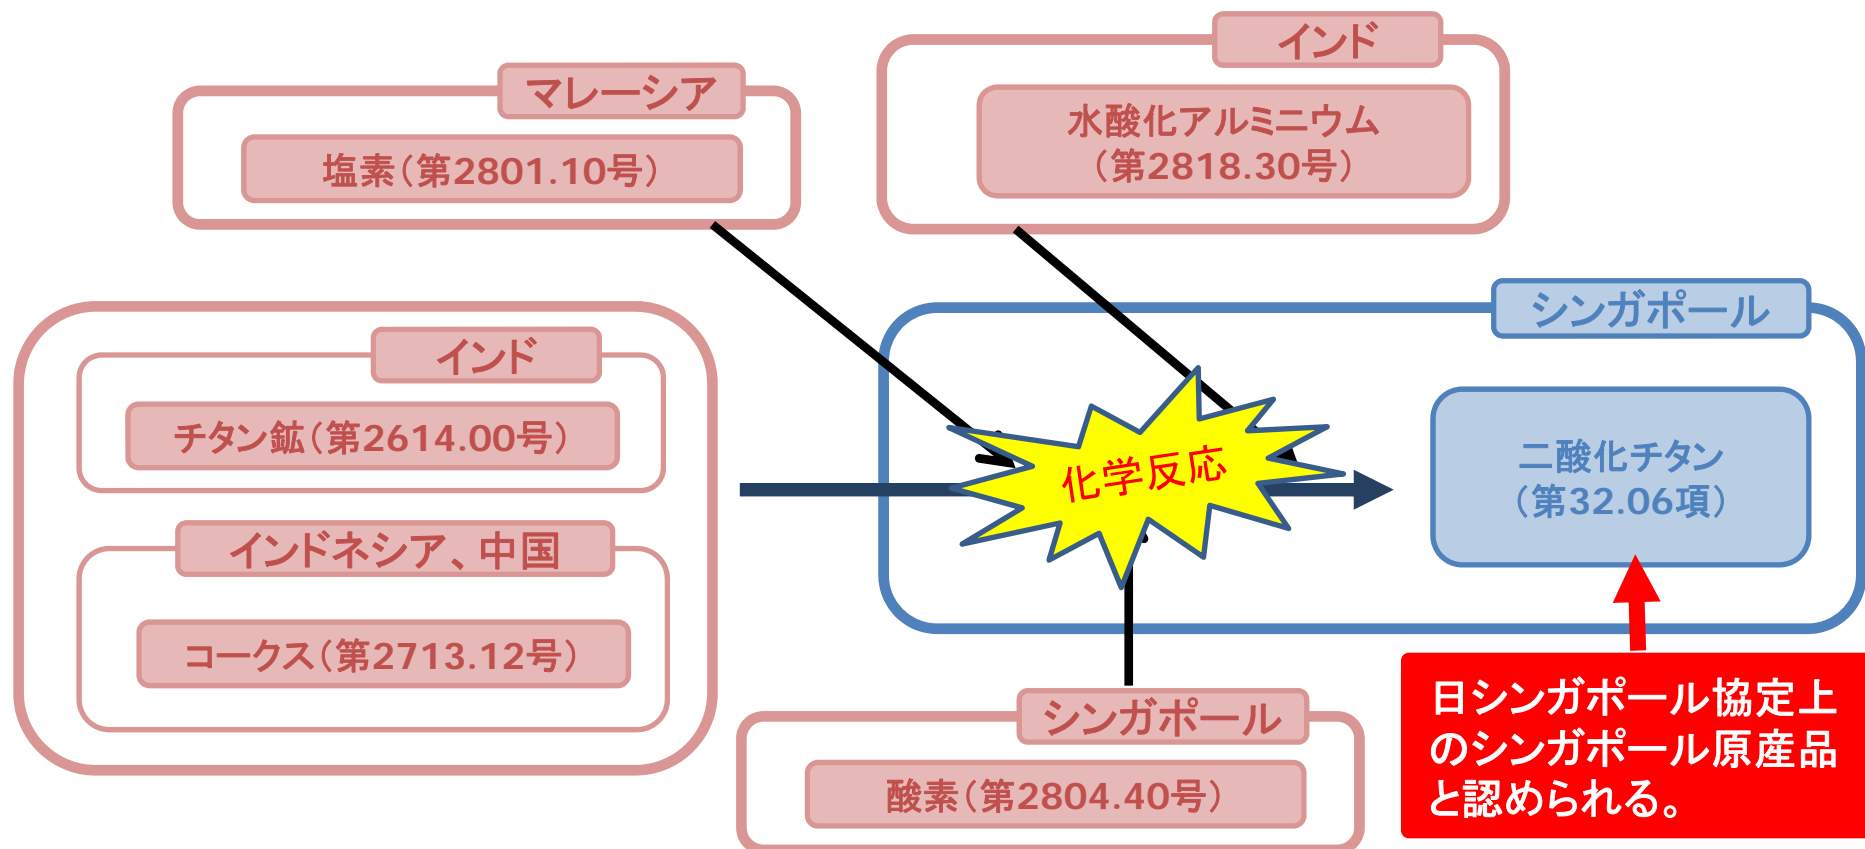 マレーシア
塩素（第2801.10号）
インド
水酸化アルミニウム
（第2818.30号）
インド
チタン鉱（第2614.00号）
インドネシア、中国
コークス（第2713.12号）
化学反応
シンガポール
二酸化チタン
（第32.06項）
シンガポール
酸素（第2804.40号）
日シンガポール協定上
のシンガポール原産品
と認められる。